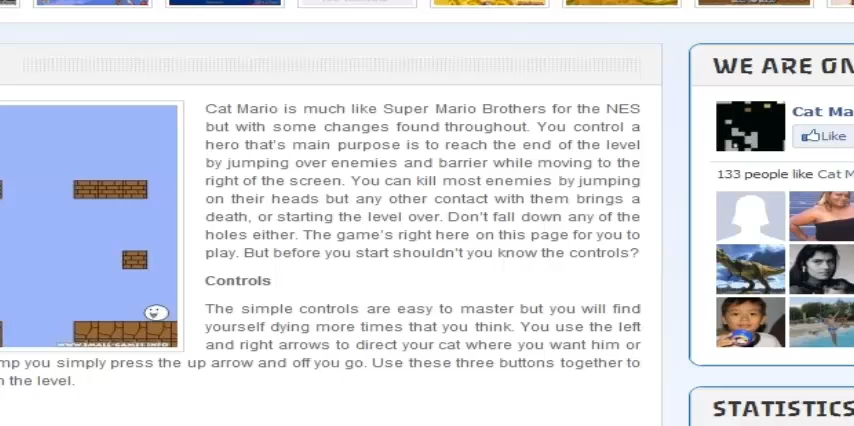 Cat Mario is much like Super Mario Brothers for the NES
but with some changes found throughout. You control a
hero that's main purpose is to reach the end of the level
by jumping over enemies and barrier while moving to the
right of the screen. You can kill most enemies by jumping
on their heads but any other contact with them brings a
death, or starting the level over. Don't fall down any of the
holes either. The game's right here on this page for you to
play. But before you start shouldn't you know the controls?
Controls
The simple controls are easy to master but you will find
yourself dying more times that you think. You use the left
and right arrows to direct your cat where you want him or
mp you simply press the up arrow and off you go. Use these three buttons together to
the level.
WWW.SMALL-GAMES.INFO
WE ARE ON
Cat Ma
Like
133 people like Cat M
STATISTICS